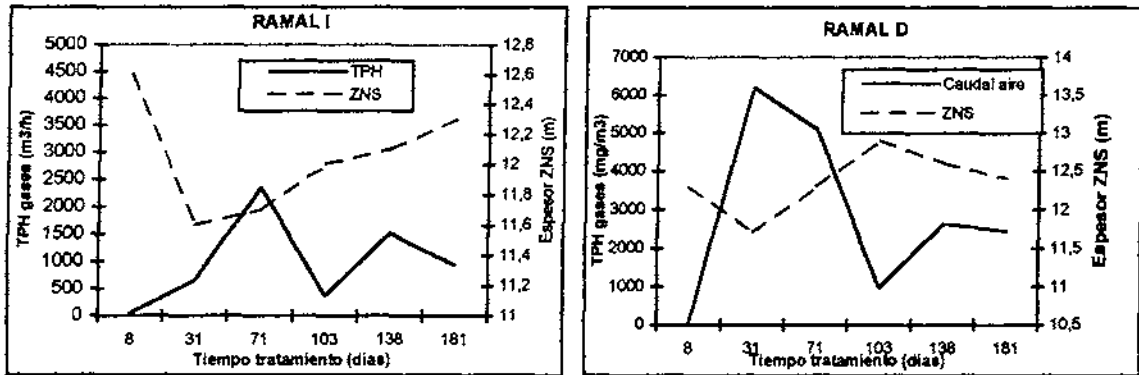 RAMAL I
5000
4500
4000
3500
3000
2500
2000
1500
1000
500
0
TPH gases (m3/h)
TPH
ZNS
12,8
12,6
12,4
12,2
12
11,8
11,6
11,4
11,2
11
Espesor ZNS (m)
8 31 71 103 138 181
Tiempo tratamiento (dias)
RAMAL D
7000
6000
5000
4000
3000
2000
1000
0
TPH gases (mg/m3)
Caudal aire
ZNS
14
13,5
13
12,5
12
11,5
11
10,5
Espesor ZNS (m)
8 31 71 103 138 181
Tiempo tratamiento (dias)